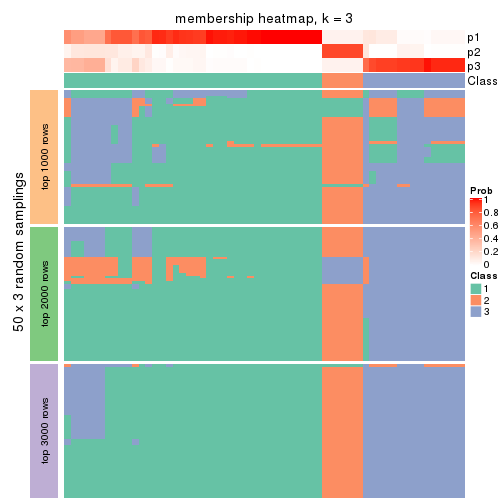 membership heatmap, k = 3
p1
p2
p3
Class
50 x 3 random samplings
top 1000 rows
top 2000 rows
top 3000 rows
Prob
1
0.8
0.6
0.4
0.2
0
Class
1
2
3